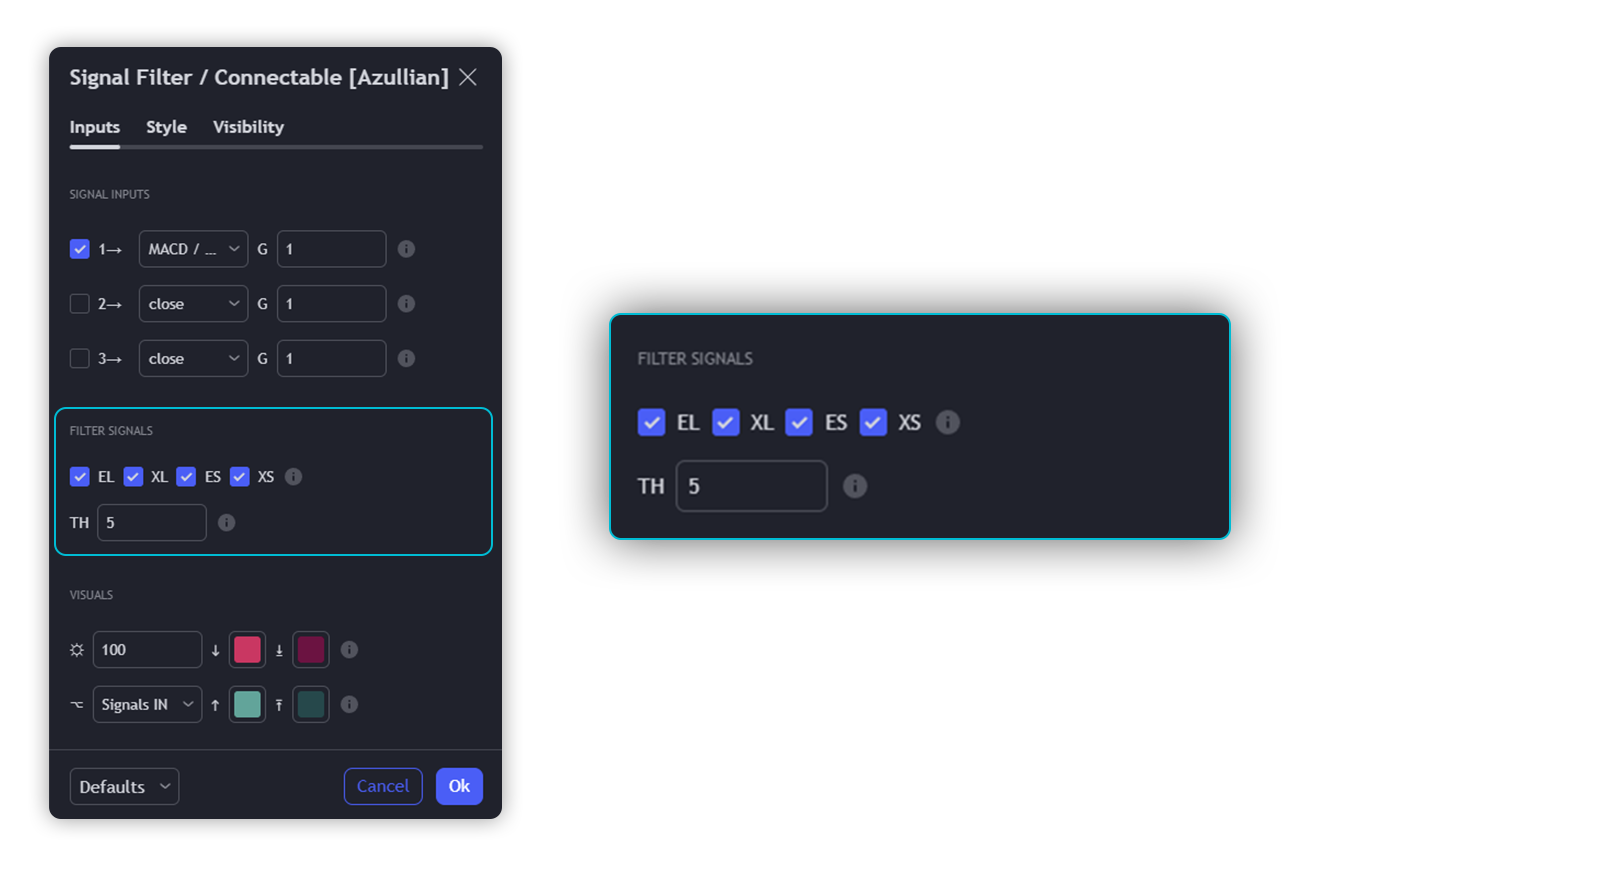 Signal Filter / Connectable [Azullian]
Inputs Style Visibility
SIGNAL INPUTS
1→ MACD / ... G 1
2→ close G 1
3→ close G 1
FILTER SIGNALS
EL XL ES XS
TH 5
VISUALS
100 ↓ ↓
Signals IN ↑ ↑
Defaults Cancel Ok
FILTER SIGNALS
EL XL ES XS
TH 5